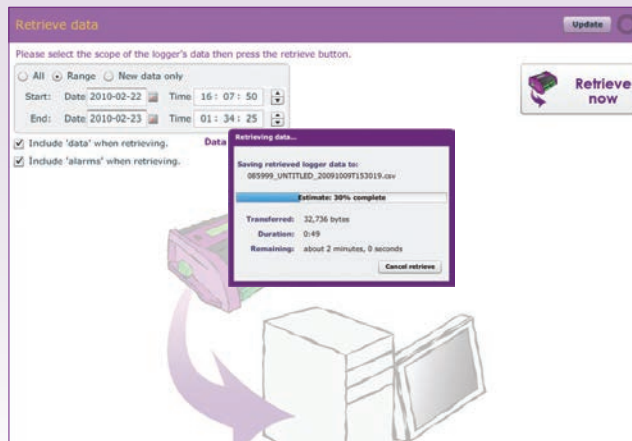 Retrieve data
Update
Please select the scope of the logger's data then press the retrieve button.
All Range New data only
Start: Date 2010-02-22 Time 16 : 07 : 50
End: Date 2010-02-23 Time 01 : 34 : 25
Retrieve
now
Include 'data' when retrieving.
Data
Include 'alarms' when retrieving.
Retrieving data...
Saving retrieved logger data to:
085999_UNTITLED_20091009T153019.csv
Estimate: 30% complete
Transferred: 32,736 bytes
Duration: 0:49
Remaining: about 2 minutes, 0 seconds
Cancel retrieve